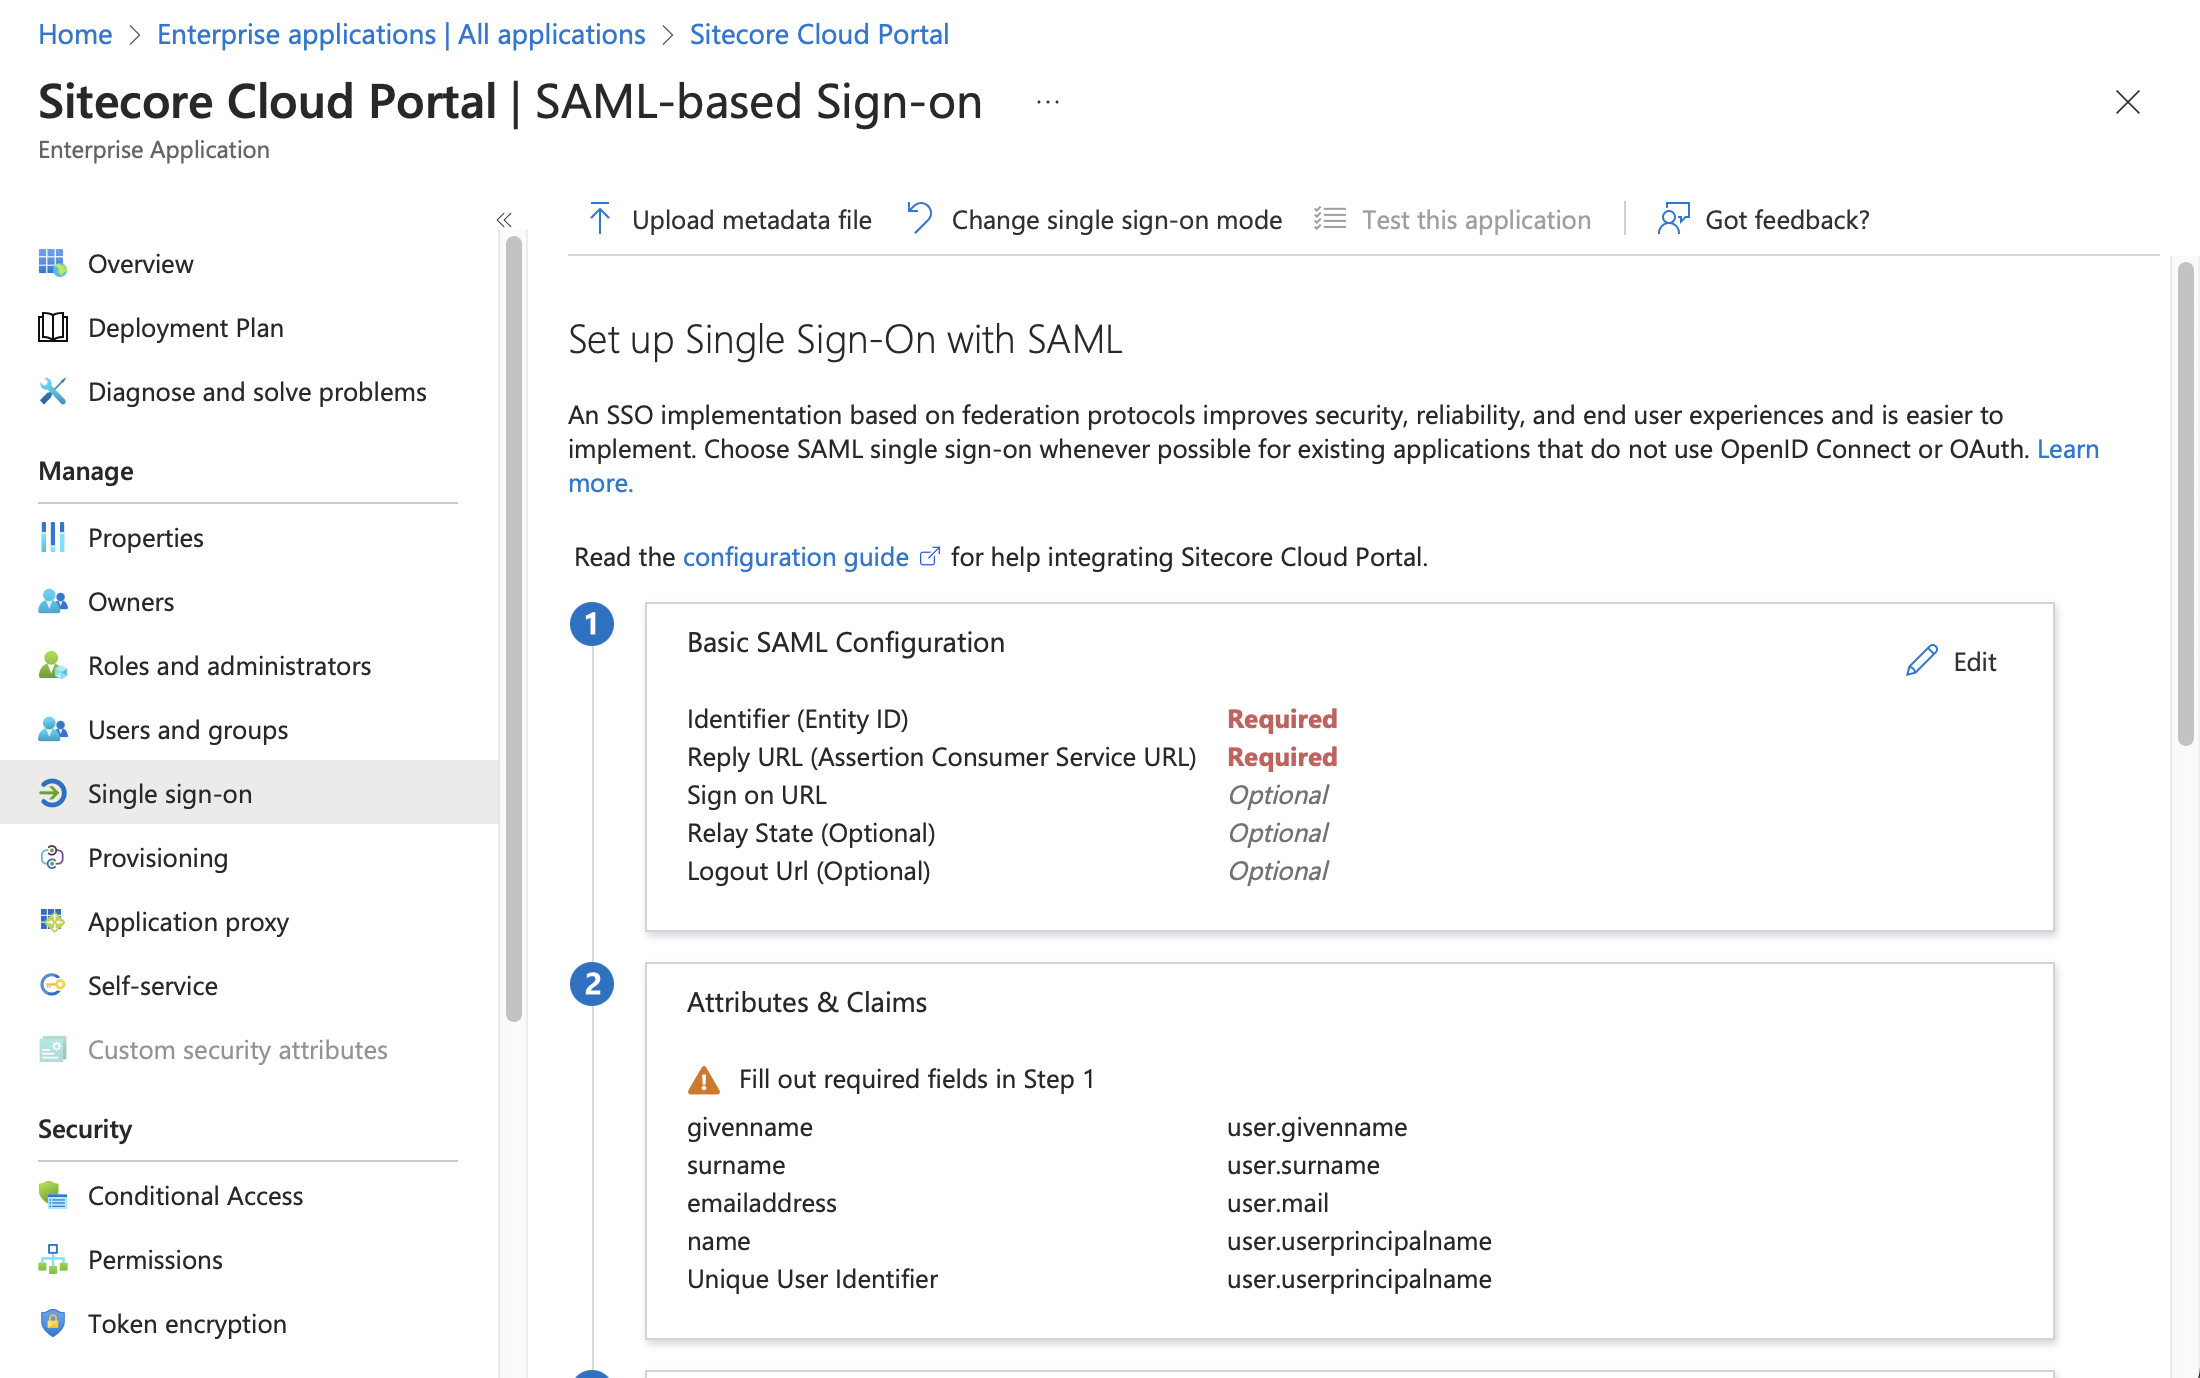 Home > Enterprise applications | All applications > Sitecore Cloud Portal
Sitecore Cloud Portal | SAML-based Sign-on ...
Enterprise Application
«
Upload metadata file
Change single sign-on mode
Test this application
Got feedback?
Overview
Deployment Plan
Diagnose and solve problems
Manage
Properties
Owners
Roles and administrators
Users and groups
Single sign-on
Provisioning
Application proxy
Self-service
Custom security attributes
Security
Conditional Access
Permissions
Token encryption
Set up Single Sign-On with SAML
An SSO implementation based on federation protocols improves security, reliability, and end user experiences and is easier to
implement. Choose SAML single sign-on whenever possible for existing applications that do not use OpenID Connect or OAuth. Learn
more.
Read the configuration guide for help integrating Sitecore Cloud Portal.
1
Basic SAML Configuration
Edit
Identifier (Entity ID) Required
Reply URL (Assertion Consumer Service URL) Required
Sign on URL Optional
Relay State (Optional) Optional
Logout Url (Optional) Optional
2
Attributes & Claims
Fill out required fields in Step 1
givenname user.givenname
surname user.surname
emailaddress user.mail
name user.userprincipalname
Unique User Identifier user.userprincipalname